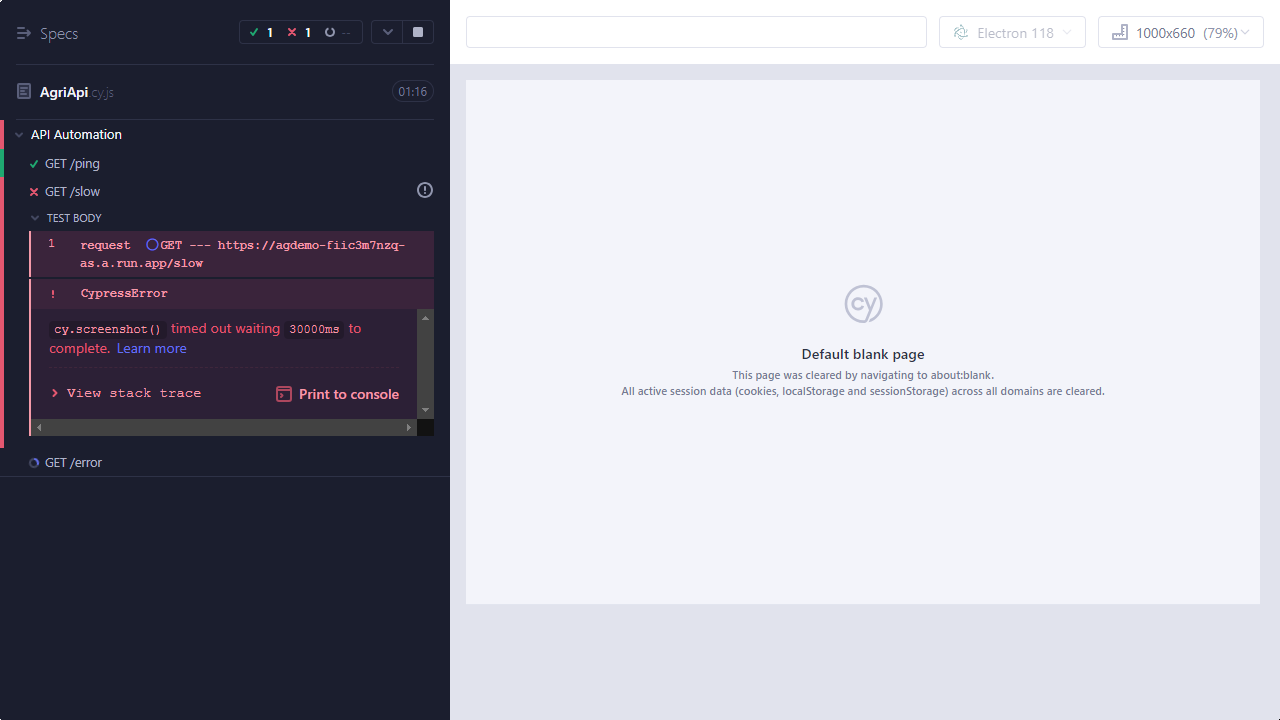 Specs
1 1 --
AgriApi.cy.js
01:16
API Automation
GET /ping
GET /slow
TEST BODY
1 request GET --- https://agdemo-fiic3m7nzq-
as.a.run.app/slow
! CypressError
cy.screenshot() timed out waiting 30000ms to
complete. Learn more
View stack trace
Print to console
GET /error
Electron 118
1000x660 (79%)
cy
Default blank page
This page was cleared by navigating to about:blank.
All active session data (cookies, localStorage and sessionStorage) across all domains are cleared.